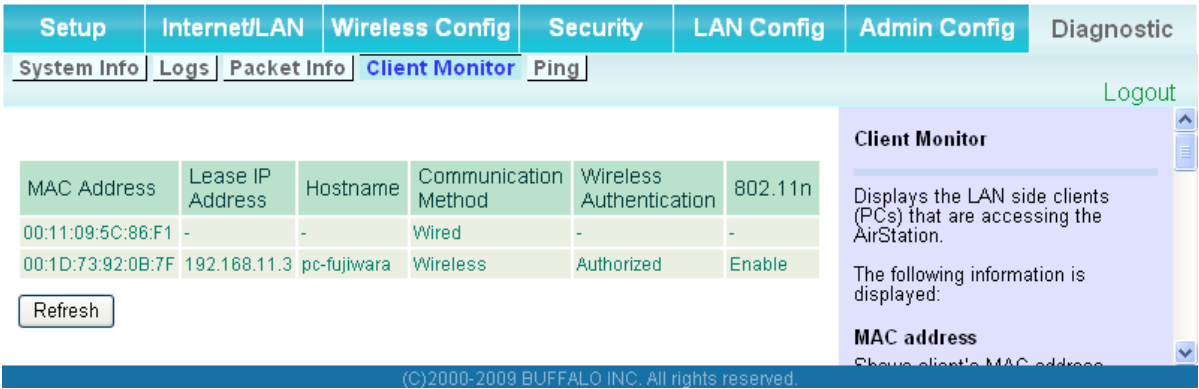 Setup Internet/LAN Wireless Config Security LAN Config Admin Config Diagnostic
System Info Logs Packet Info Client Monitor Ping
Logout
MAC Address Lease IP Address Hostname Communication Method Wireless Authentication 802.11n
00:11:09:5C:86:F1 - - Wired - -
00:1D:73:92:0B:7F 192.168.11.3 pc-fujiwara Wireless Authorized Enable
Refresh
Client Monitor
Displays the LAN side clients
(PCs) that are accessing the
AirStation.
The following information is
displayed:
MAC address
Shows client's MAC address
(C)2000-2009 BUFFALO INC. All rights reserved.